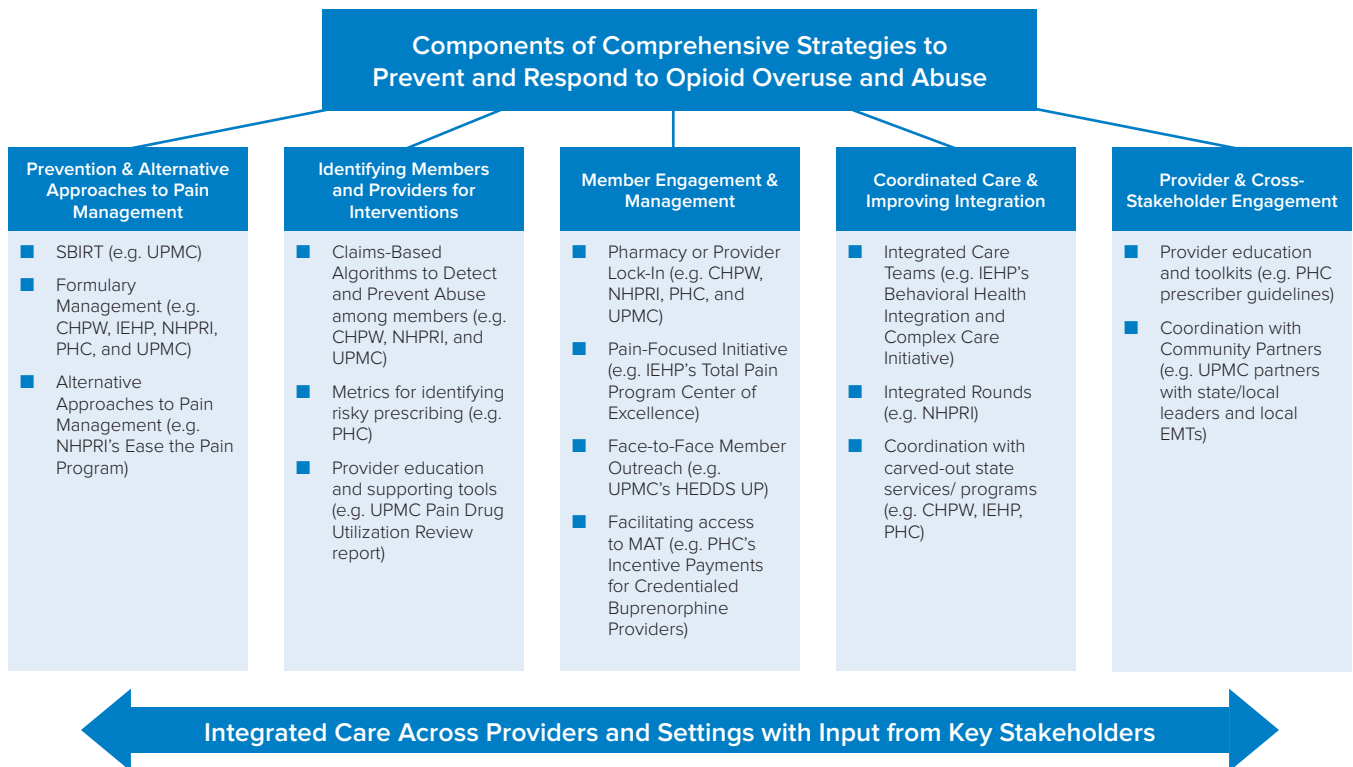 Components of Comprehensive Strategies to
Prevent and Respond to Opioid Overuse and Abuse
Prevention & Alternative
Approaches to Pain
Management
SBIRT (e.g. UPMC)
Formulary
Management (e.g.
CHPW, IEHP, NHPRI,
PHC, and UPMC)
Alternative
Approaches to Pain
Management (e.g.
NHPRI's Ease the Pain
Program)
Identifying Members
and Providers for
Interventions
Claims-Based
Algorithms to Detect
and Prevent Abuse
among members (e.g.
CHPW, NHPRI, and
UPMC)
Metrics for identifying
risky prescribing (e.g.
PHC)
Provider education
and supporting tools
(e.g. UPMC Pain Drug
Utilization Review
report)
Member Engagement &
Management
Pharmacy or Provider
Lock-In (e.g. CHPW,
NHPRI, PHC, and
UPMC)
Pain-Focused Initiative
(e.g. IEHP's Total Pain
Program Center of
Excellence)
Face-to-Face Member
Outreach (e.g.
UPMC's HEDDS UP)
Facilitating access
to MAT (e.g. PHC's
Incentive Payments
for Credentialed
Buprenorphine
Providers)
Coordinated Care &
Improving Integration
Integrated Care
Teams (e.g. IEHP's
Behavioral Health
Integration and
Complex Care
Initiative)
Integrated Rounds
(e.g. NHPRI)
Coordination with
carved-out state
services/ programs
(e.g. CHPW, IEHP,
PHC)
Provider & Cross-
Stakeholder Engagement
Provider education
and toolkits (e.g. PHC
prescriber guidelines)
Coordination with
Community Partners
(e.g. UPMC partners
with state/local
leaders and local
EMTs)
Integrated Care Across Providers and Settings with Input from Key Stakeholders